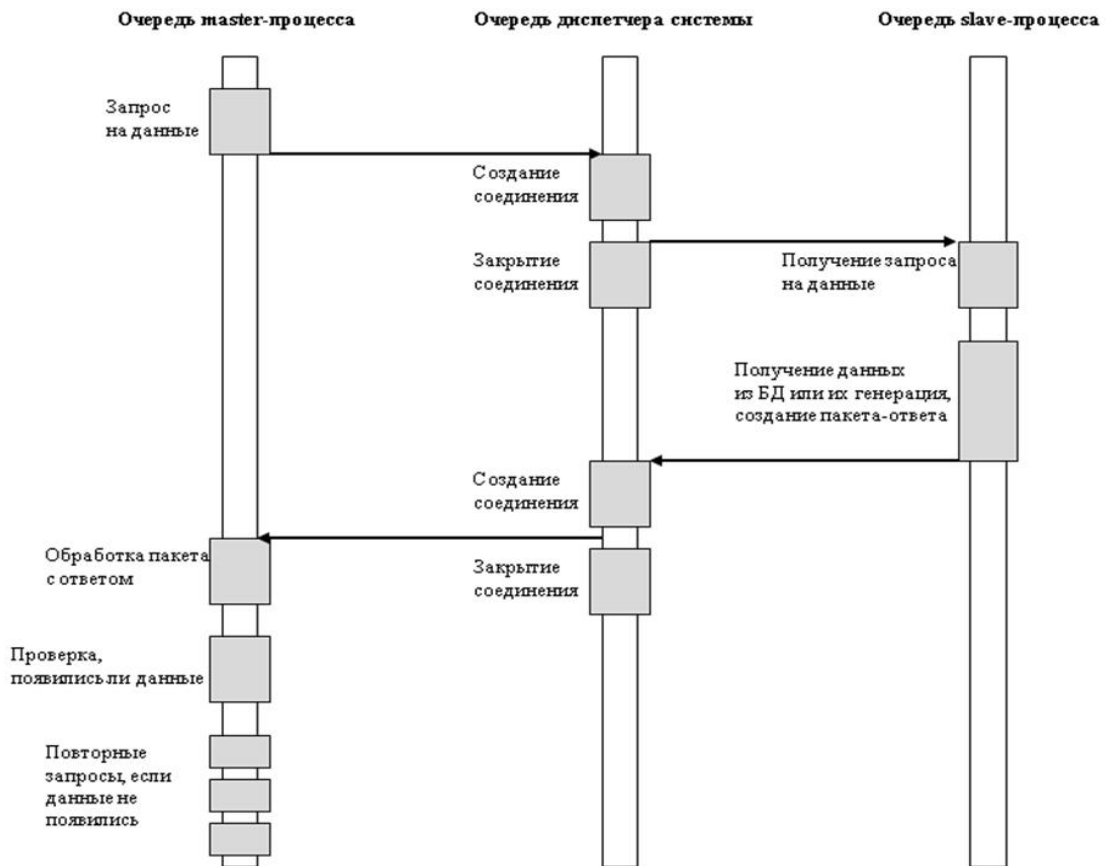 Очередь master-процесса
Очередь диспетчера системы
Очередь slave-процесса
Запрос
на данные
Создание
соединения
Закрытие
соединения
Получение запроса
на данные
Получение данных
из БД или их генерация,
создание пакета-ответа
Создание
соединения
Обработка пакета
с ответом
Закрытие
соединения
Проверка,
появились ли данные
Повторные
запросы, если
данные не
появились